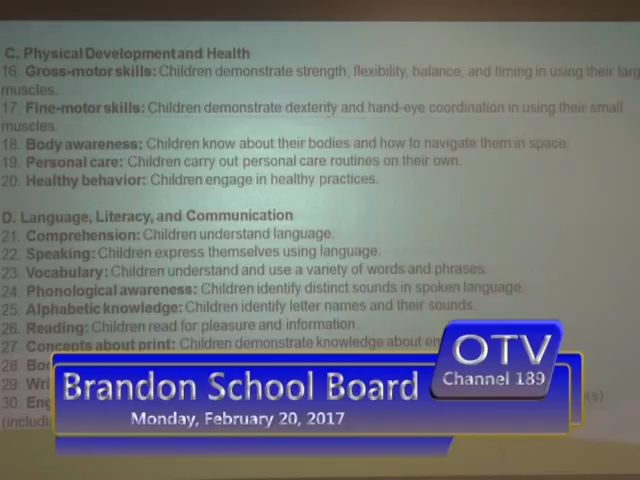 C. Physical Development and Health
16. Gross-motor skills: Children demonstrate strength, flexibility, balance, and timing in using their larg
muscles.
17. Fine-motor skills: Children demonstrate dexterity and hand-eye coordination in using their small
muscles.
18. Body awareness: Children know about their bodies and how to navigate them in space.
19. Personal care: Children carry out personal care routines on their own.
20. Healthy behavior: Children engage in healthy practices.
D. Language, Literacy, and Communication
21. Comprehension: Children understand language.
22. Speaking: Children express themselves using language.
23. Vocabulary: Children understand and use a variety of words and phrases.
24. Phonological awareness: Children identify distinct sounds in spoken language.
25. Alphabetic knowledge: Children identify letter names and their sounds.
26. Reading: Children read for pleasure and information.
27. Concepts about print: Children demonstrate knowledge about
28.
29.
30.
OTV
Channel 189
Brandon School Board
Monday, February 20, 2017